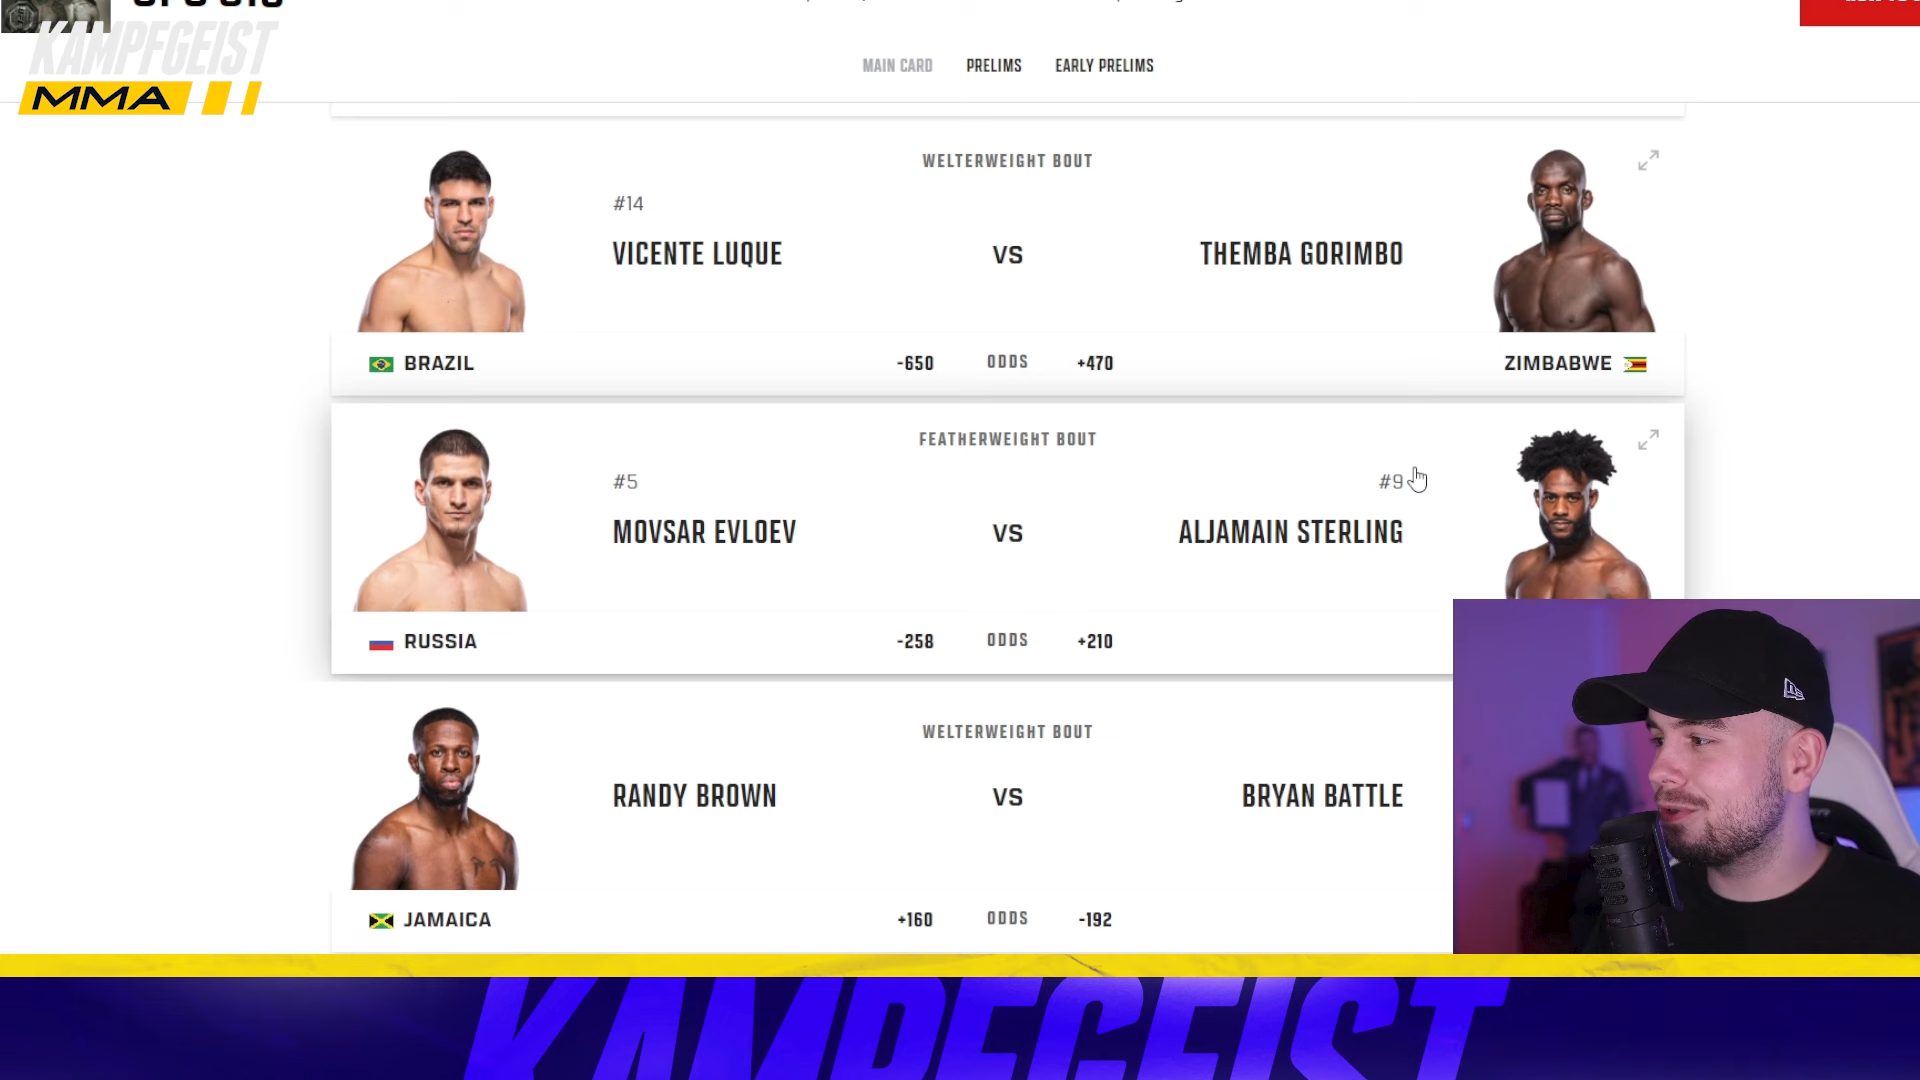 KAMPFGEIST
MMA
MAIN CARD PRELIMS EARLY PRELIMS
WELTERWEIGHT BOUT
#14
VICENTE LUQUE VS THEMBA GORIMBO
BRAZIL -650 ODDS +470 ZIMBABWE
FEATHERWEIGHT BOUT
#5 #9
MOVSAR EVLOEV VS ALJAMAIN STERLING
RUSSIA -258 ODDS +210
WELTERWEIGHT BOUT
RANDY BROWN VS BRYAN BATTLE
JAMAICA +160 ODDS -192
KAMPFGEIST